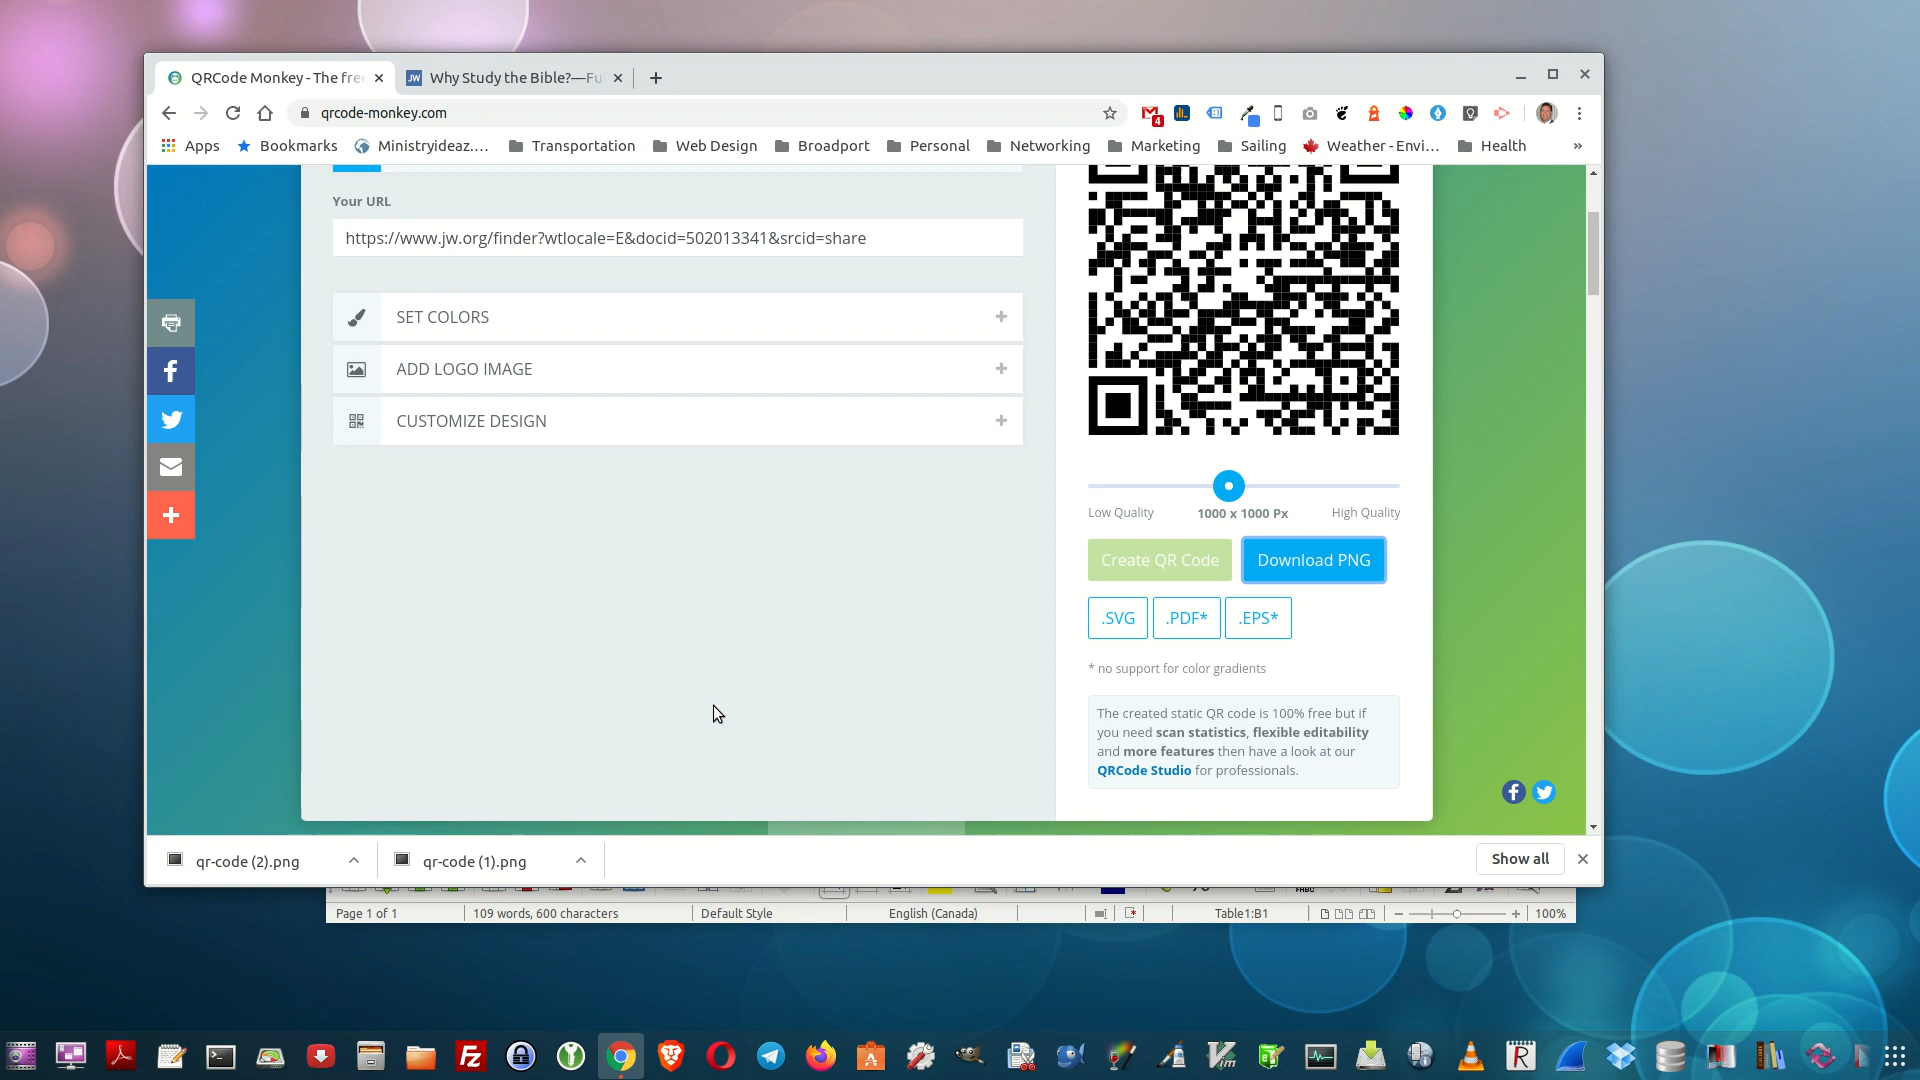 QRCode Monkey - The fre
Why Study the Bible?—Fu
qrcode-monkey.com
4
Apps
Bookmarks
Ministryideaz....
Transportation
Web Design
Broadport
Personal
Networking
Marketing
Sailing
Weather - Envi...
Health
»
Your URL
https://www.jw.org/finder?wtlocale=E&docid=502013341&srcid=share
SET COLORS
ADD LOGO IMAGE
CUSTOMIZE DESIGN
Low Quality
1000 x 1000 Px
High Quality
Create QR Code
Download PNG
.SVG
.PDF*
.EPS*
* no support for color gradients
The created static QR code is 100% free but if
you need scan statistics, flexible editability
and more features then have a look at our
QRCode Studio for professionals.
qr-code (2).png
qr-code (1).png
Show all
Page 1 of 1
109 words, 600 characters
Default Style
English (Canada)
Table1:B1
100%